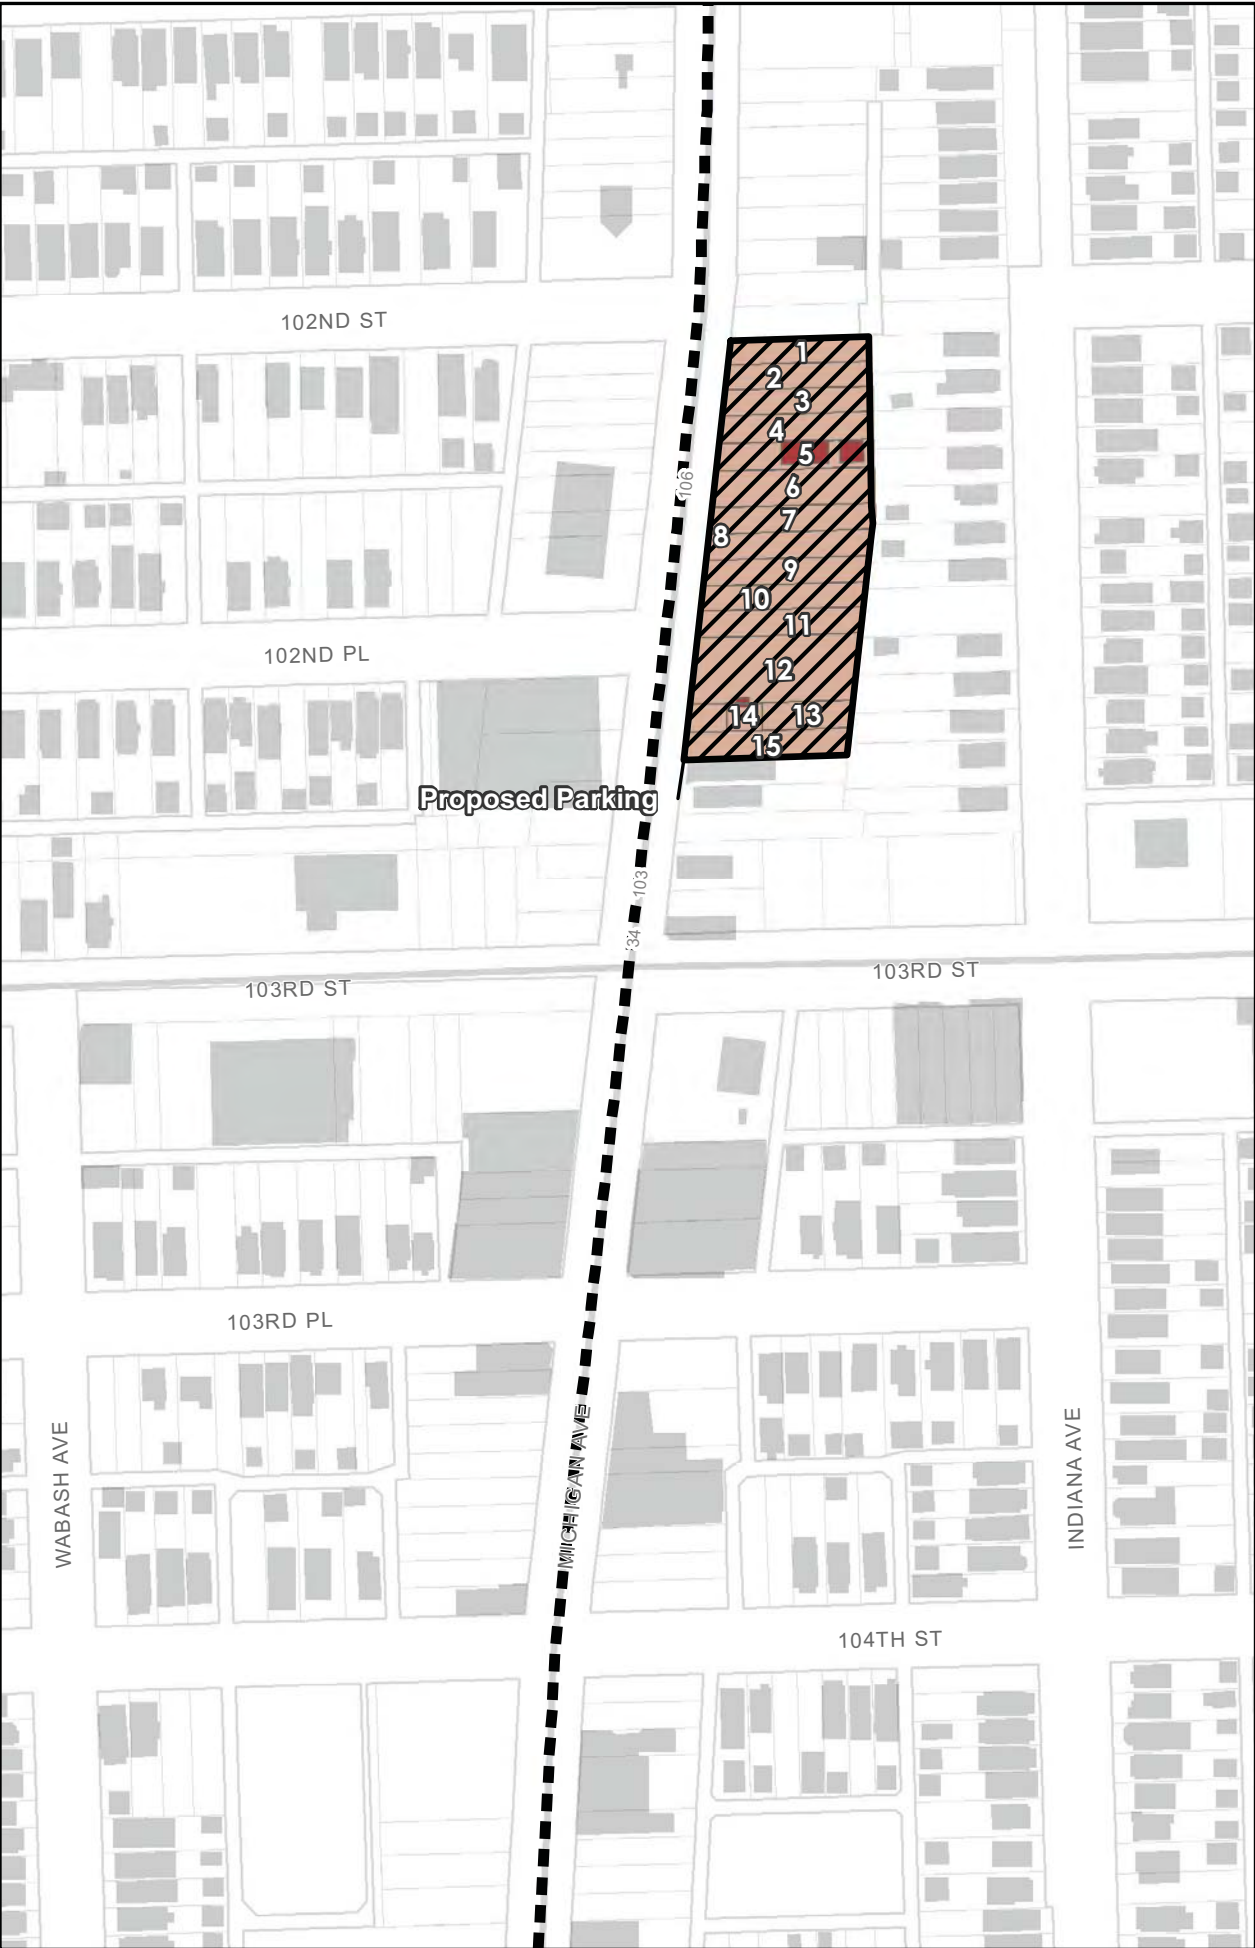 102ND ST
1
2
3
4
5
106
6
7
8
9
10
11
102ND PL
12
14
13
15
Proposed Parking
103
34
103RD ST
103RD ST
103RD PL
WABASH AVE
MICHIGAN AVE
INDIANA AVE
104TH ST